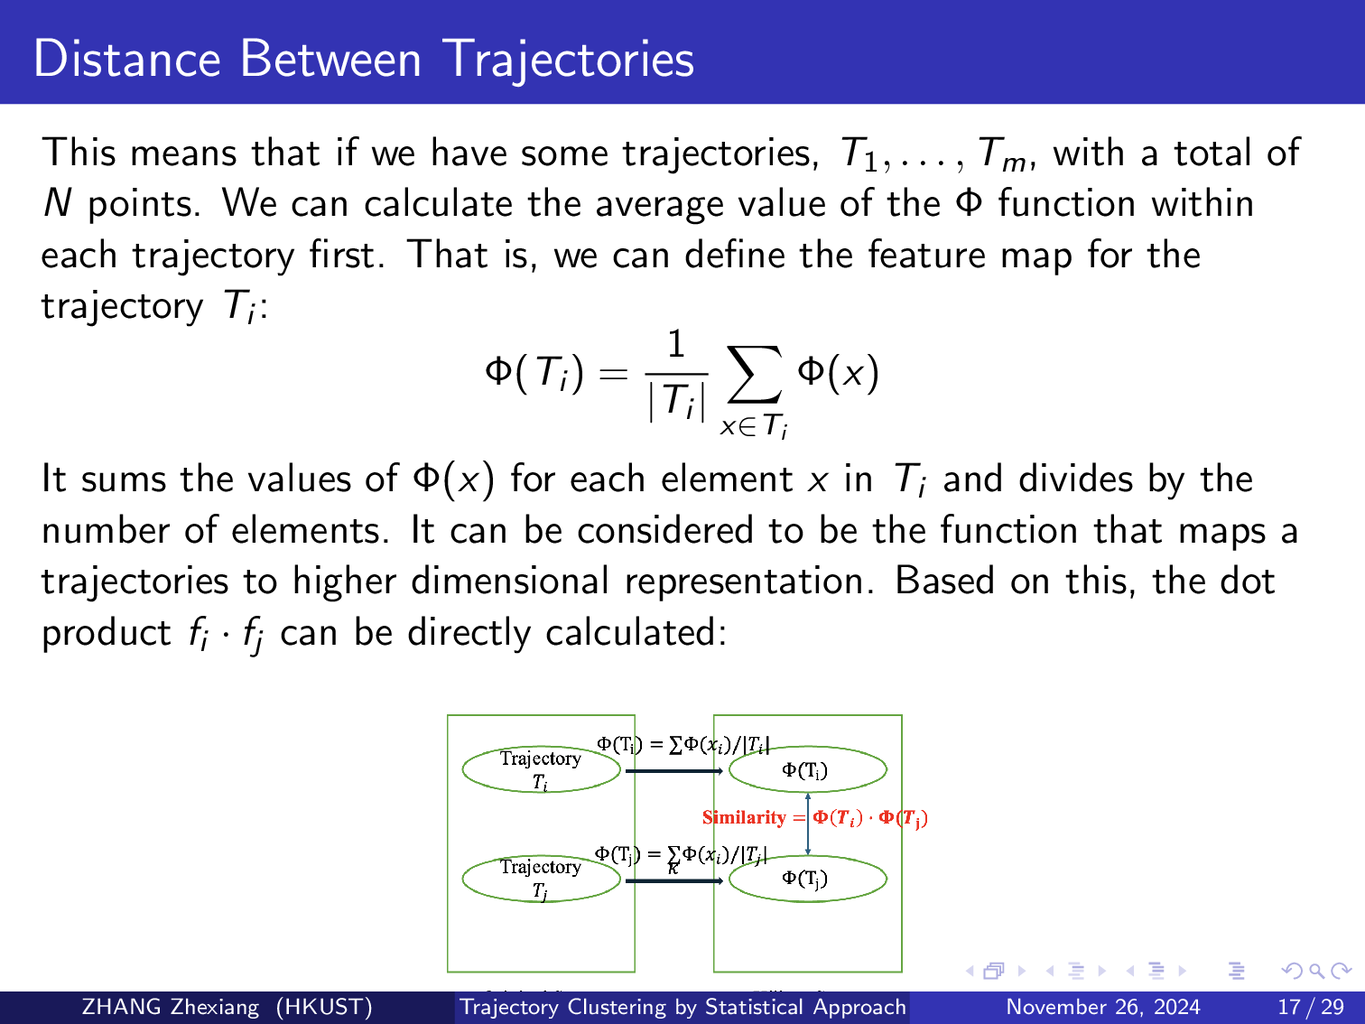 Distance Between Trajectories
This means that if we have some trajectories, T₁, . . . , Tₘ, with a total of
N points. We can calculate the average value of the Φ function within
each trajectory first. That is, we can define the feature map for the
trajectory Tᵢ:
Φ(Tᵢ) = 1/|Tᵢ| ∑_{x∈Tᵢ} Φ(x)
It sums the values of Φ(x) for each element x in Tᵢ and divides by the
number of elements. It can be considered to be the function that maps a
trajectories to higher dimensional representation. Based on this, the dot
product fᵢ · fⱼ can be directly calculated:
Φ(Tᵢ) = ∑Φ(xᵢ)/|Tᵢ|
Trajectory
Tᵢ
Φ(Tᵢ)
Similarity = Φ(Tᵢ) · Φ(Tⱼ)
Φ(Tⱼ) = ∑Φ(xᵢ)/|Tⱼ|
K
Trajectory
Tⱼ
Φ(Tⱼ)
ZHANG Zhexiang (HKUST)
Trajectory Clustering by Statistical Approach
November 26, 2024
17 / 29